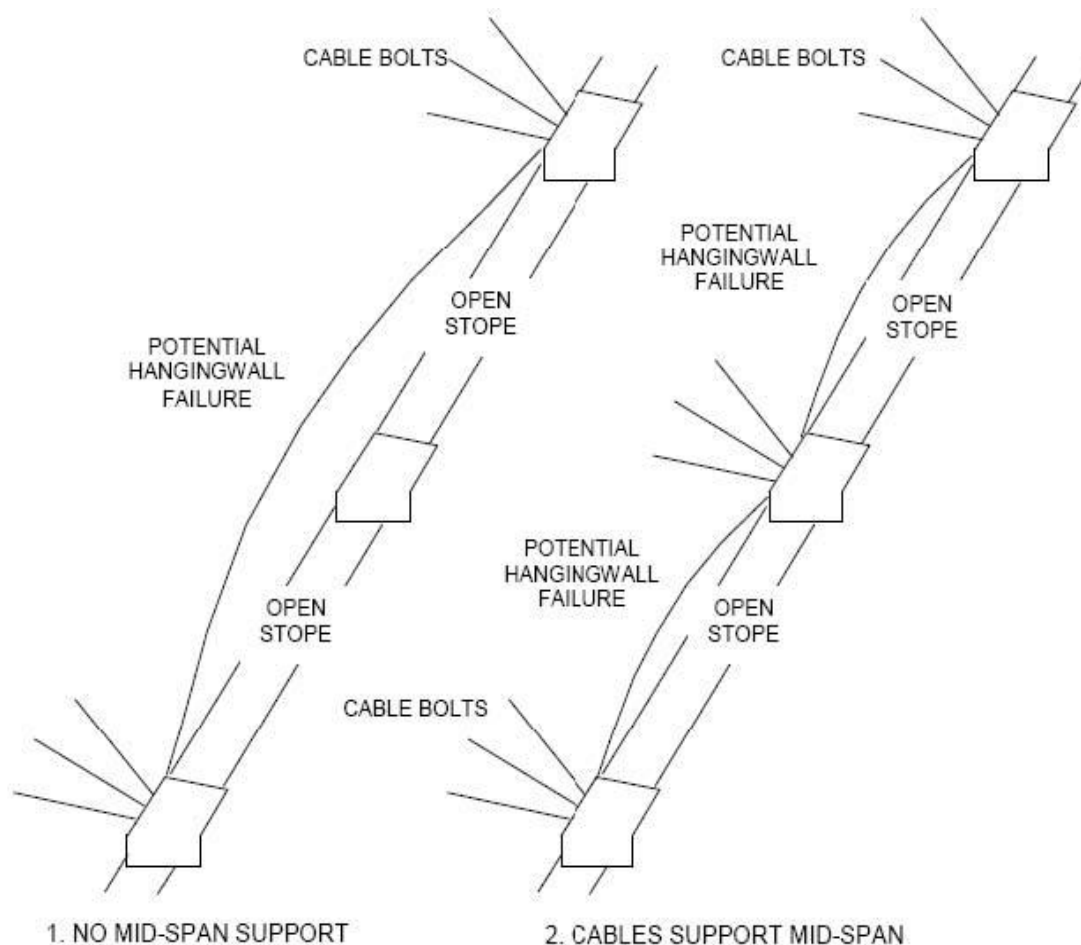 CABLE BOLTS
POTENTIAL
HANGINGWALL
FAILURE
OPEN
STOPE
OPEN
STOPE
1. NO MID-SPAN SUPPORT
CABLE BOLTS
POTENTIAL
HANGINGWALL
FAILURE
OPEN
STOPE
POTENTIAL
HANGINGWALL
FAILURE
OPEN
STOPE
CABLE BOLTS
2. CABLES SUPPORT MID-SPAN